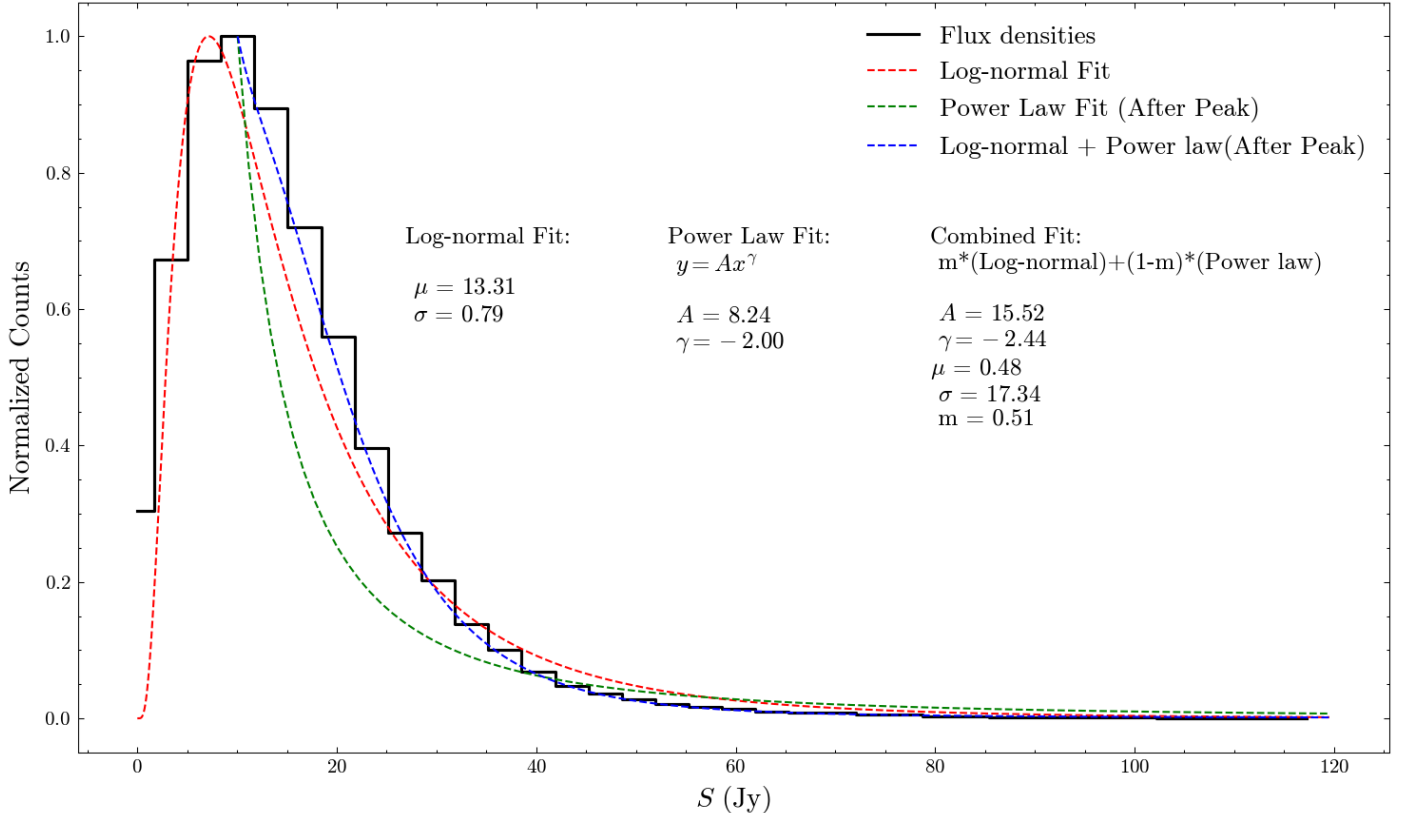 Flux densities
Log-normal Fit
Power Law Fit (After Peak)
Log-normal + Power law(After Peak)
Log-normal Fit:
μ = 13.31
σ = 0.79
Power Law Fit:
y = Ax^γ
A = 8.24
γ = − 2.00
Combined Fit:
m*(Log-normal)+(1-m)*(Power law)
A = 15.52
γ = − 2.44
μ = 0.48
σ = 17.34
m = 0.51
Normalized Counts
1.0
0.8
0.6
0.4
0.2
0.0
0 20 40 60 80 100 120
S (Jy)